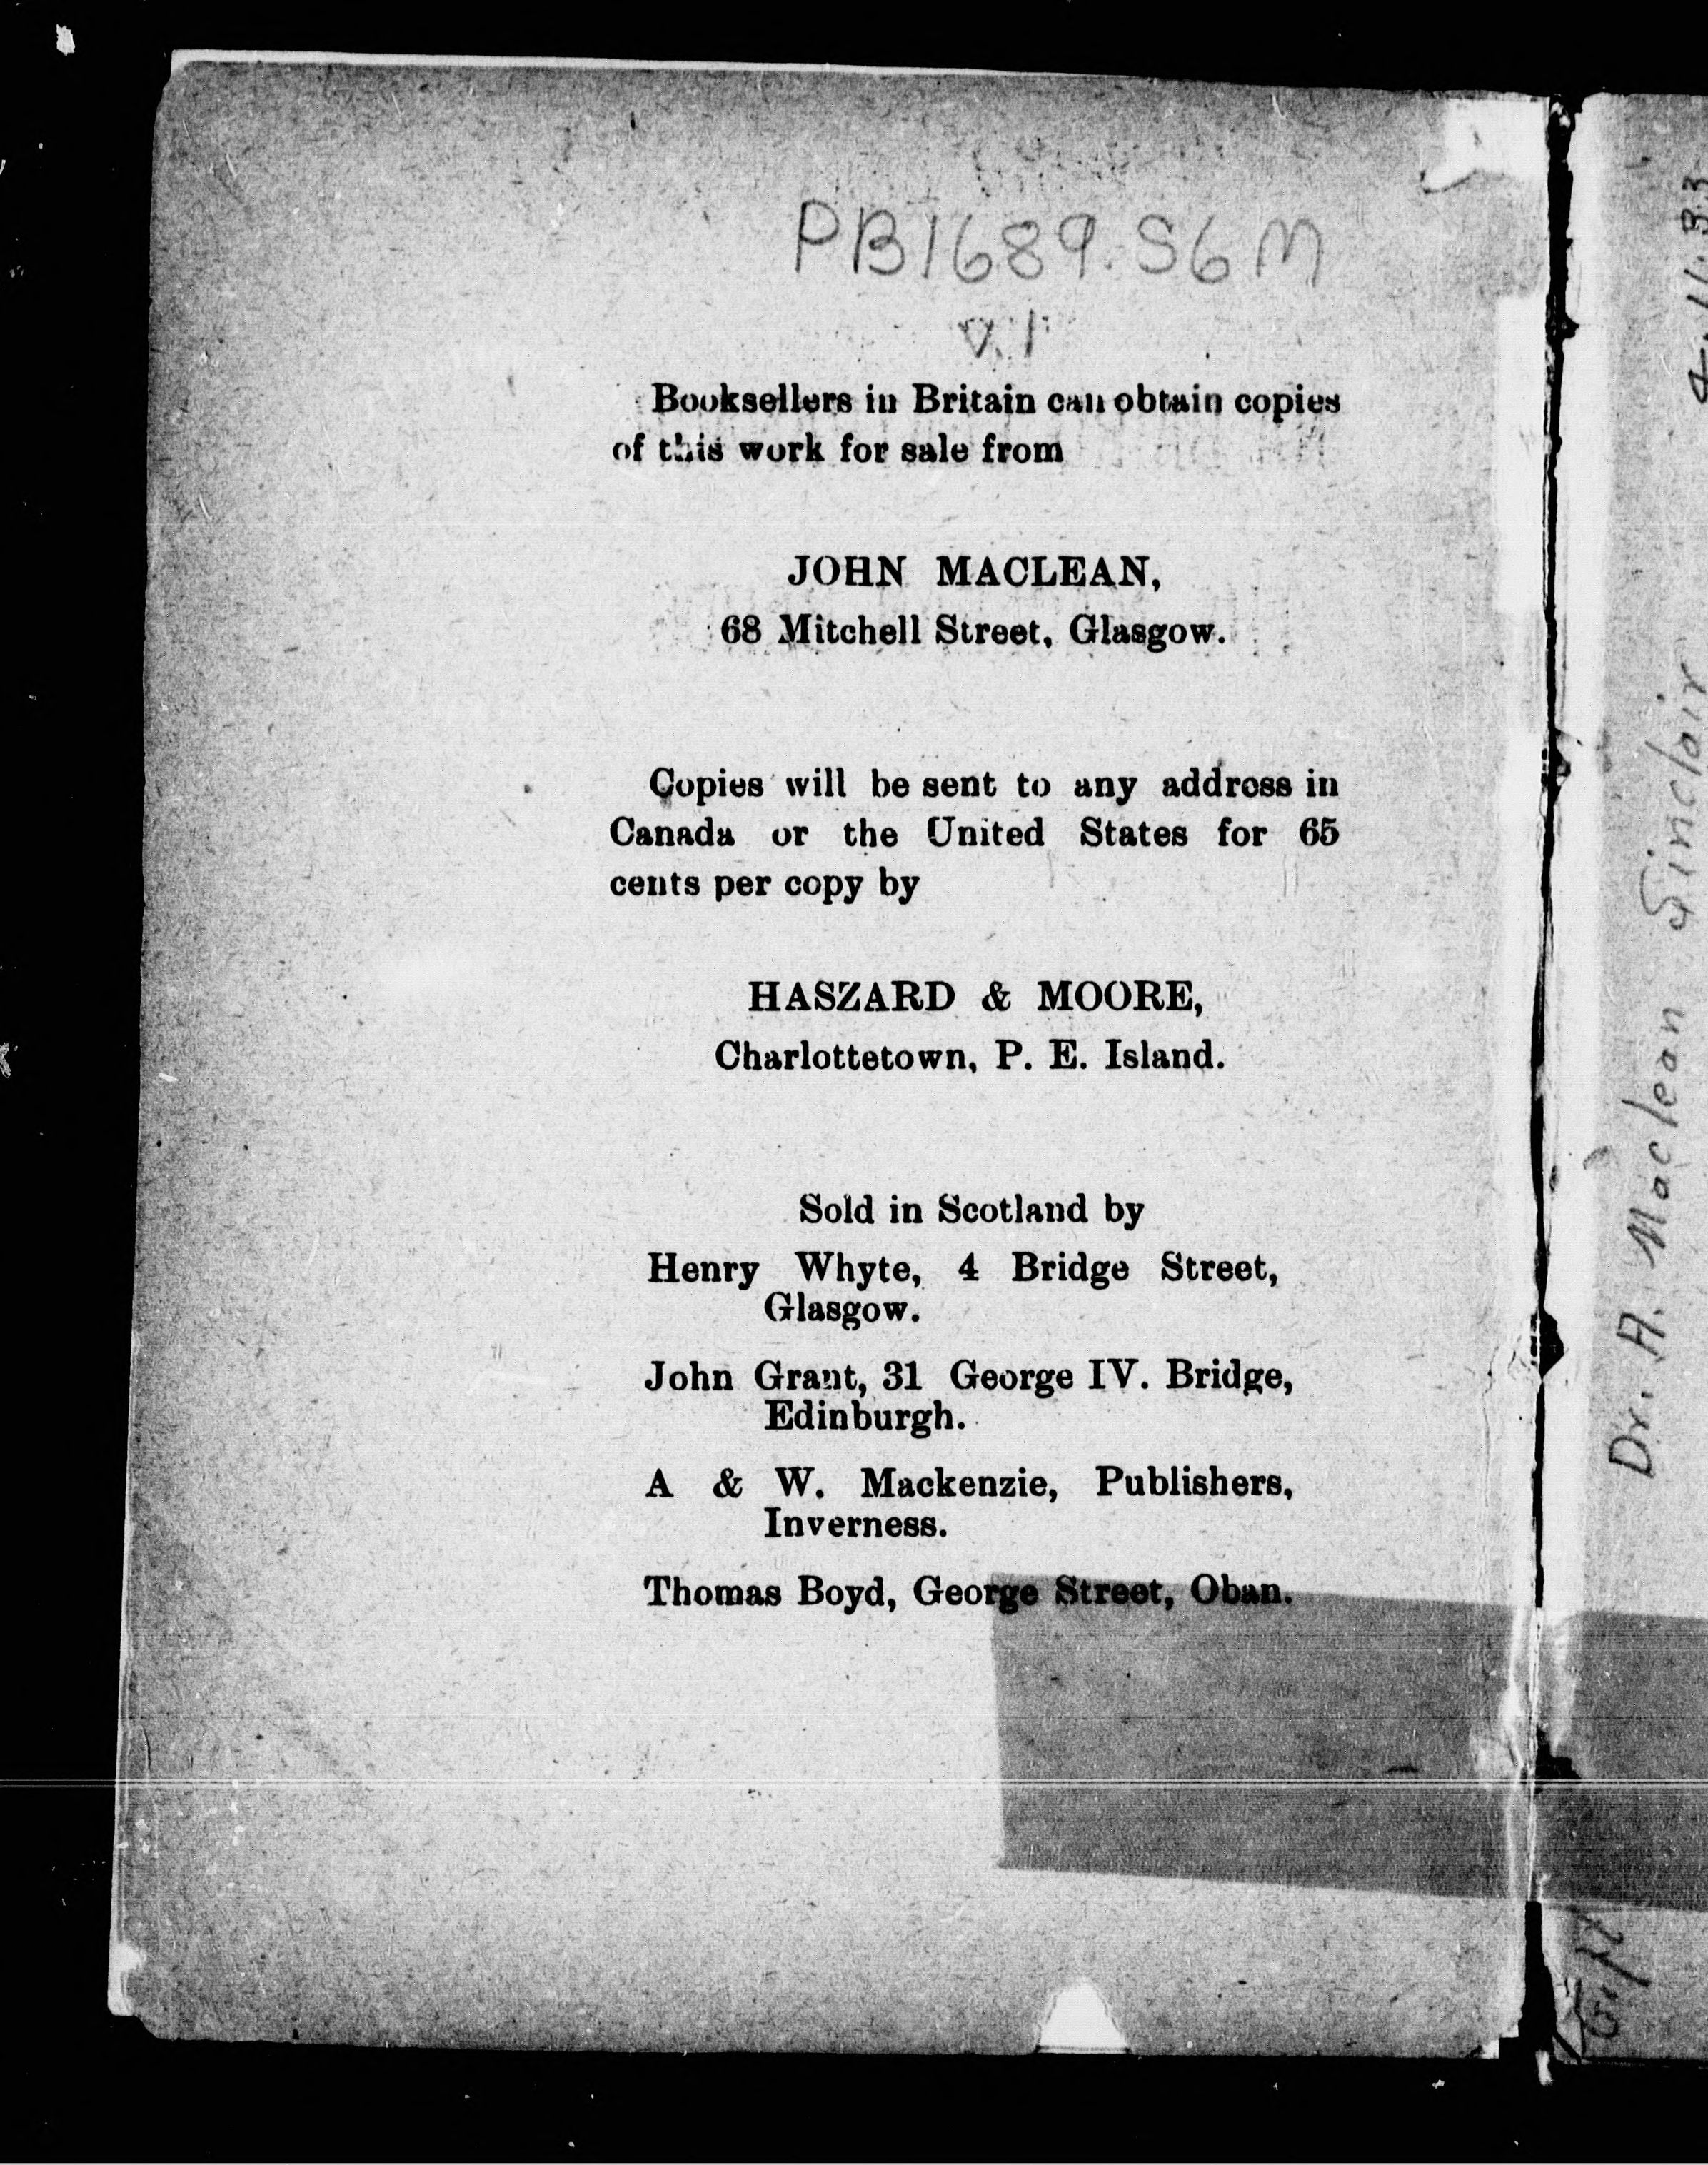 PB1689.S6M
v.1
Booksellers in Britain can obtain copies
of this work for sale from
JOHN MACLEAN,
68 Mitchell Street, Glasgow.
Copies will be sent to any address in
Canada or the United States for 65
cents per copy by
HASZARD & MOORE,
Charlottetown, P. E. Island.
Sold in Scotland by
Henry Whyte, 4 Bridge Street,
Glasgow.
John Grant, 31 George IV. Bridge,
Edinburgh.
A & W. Mackenzie, Publishers,
Inverness.
Thomas Boyd, George Street, Oban.
Gift
Dr. A. Maclean Sinclair